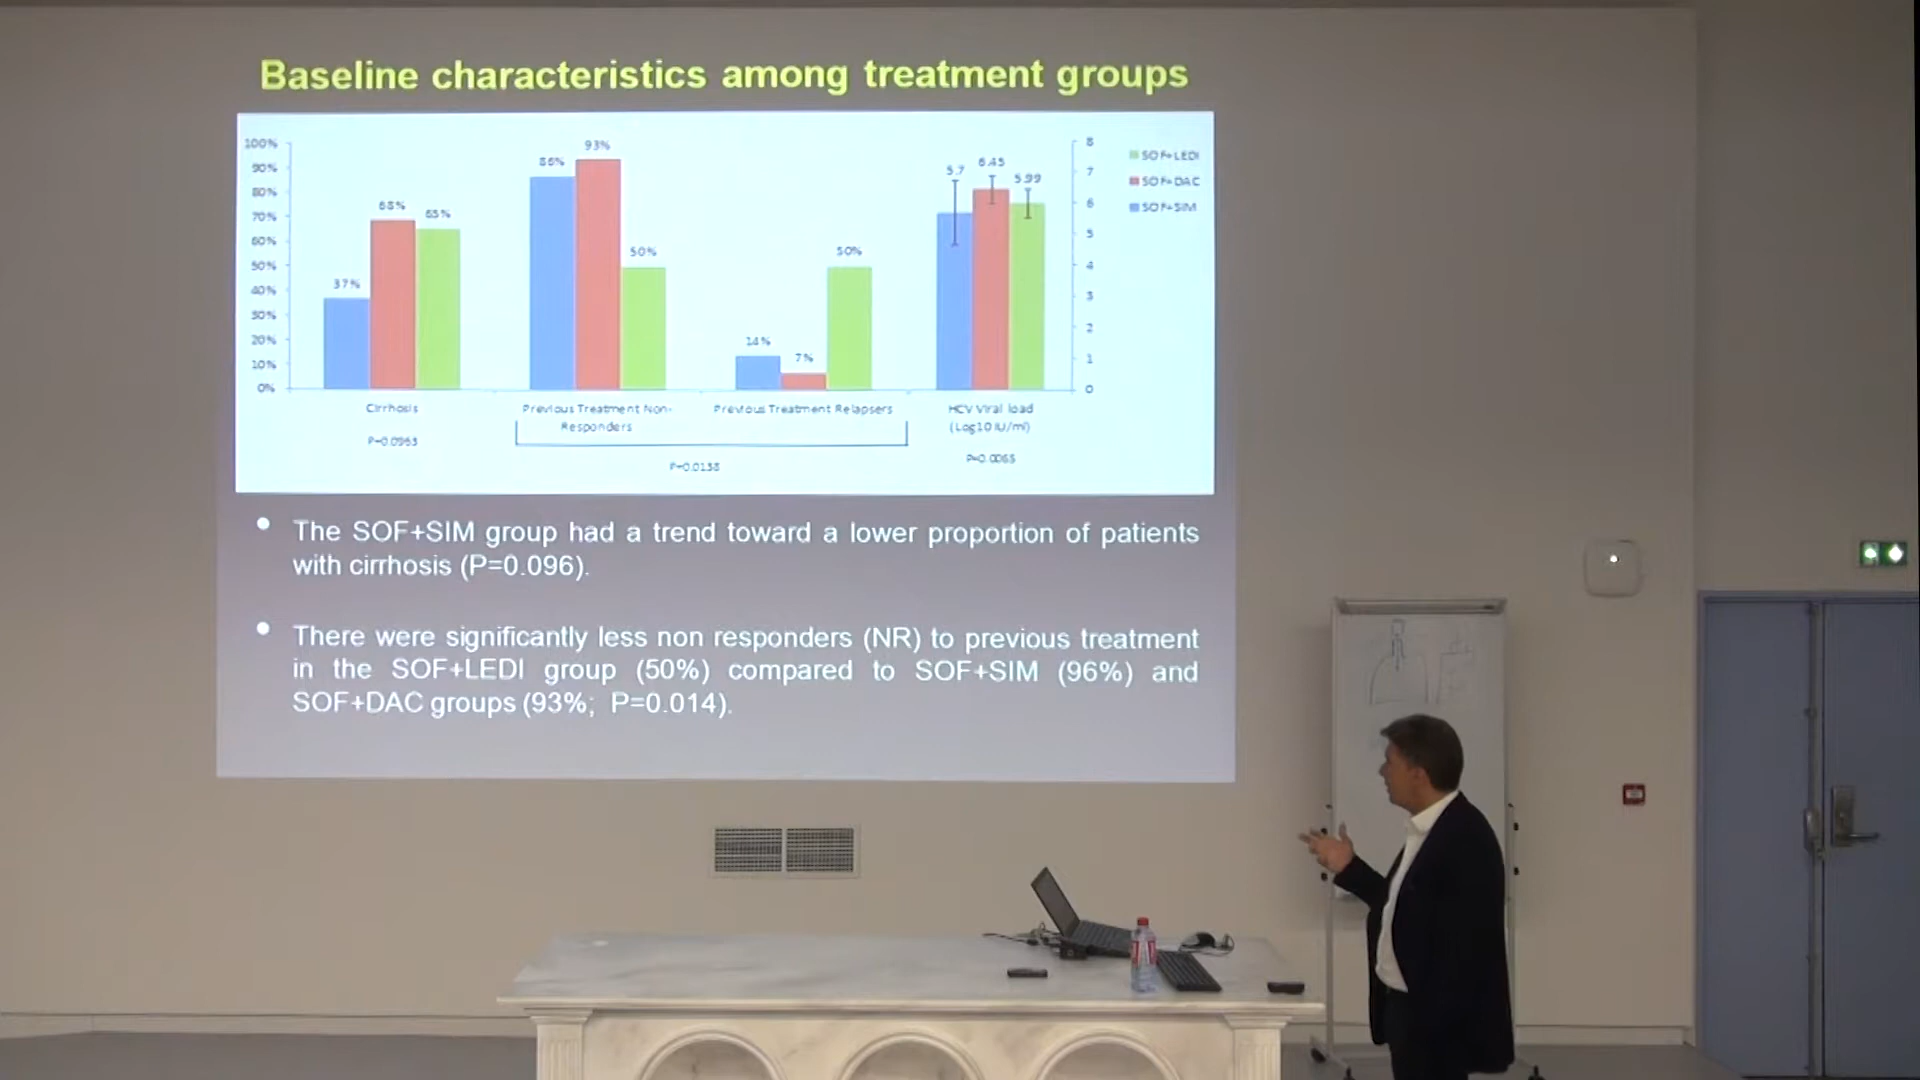 Baseline characteristics among treatment groups
100%
90%
80%
70%
60%
50%
40%
30%
20%
10%
0%
37%
68%
65%
86%
93%
50%
14%
7%
50%
5.7
6.45
5.99
8
7
6
5
4
3
2
1
0
SOF+LEDI
SOF+DAC
SOF+SIM
Cirrhosis
P=0.0963
Previous Treatment Non-
Responders
Previous Treatment Relapsers
P=0.0138
HCV Viral load
(Log10 IU/ml)
P=0.0065
• The SOF+SIM group had a trend toward a lower proportion of patients
with cirrhosis (P=0.096).
• There were significantly less non responders (NR) to previous treatment
in the SOF+LEDI group (50%) compared to SOF+SIM (96%) and
SOF+DAC groups (93%; P=0.014).